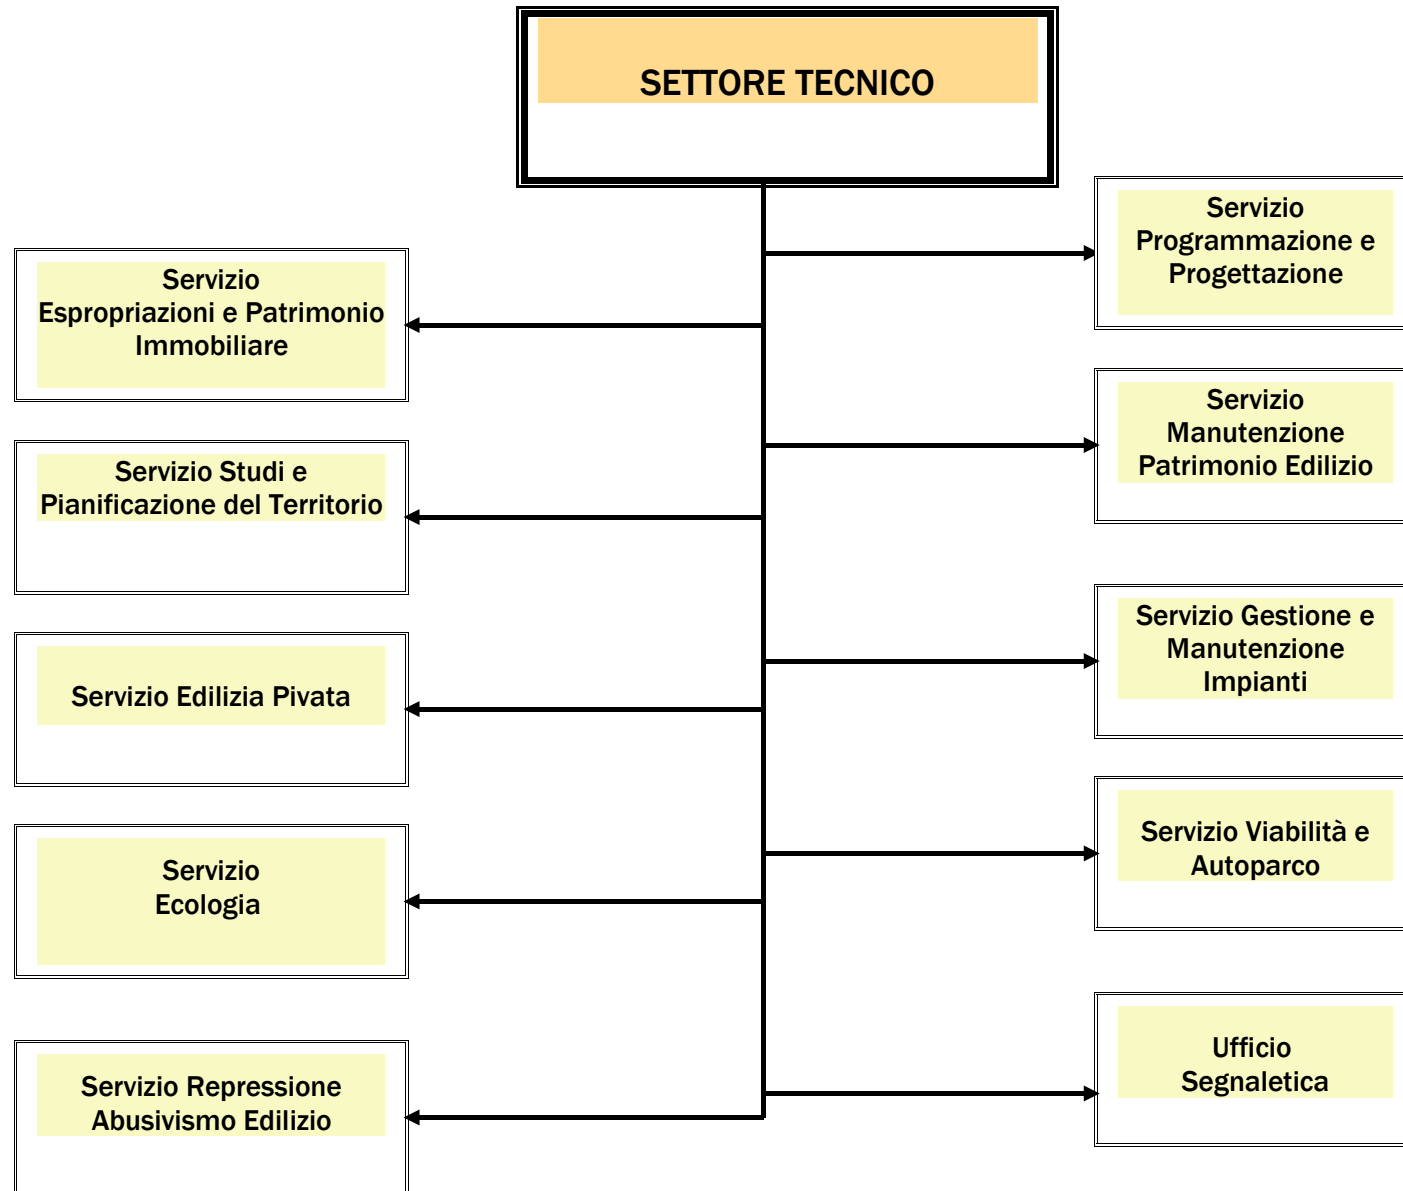 SETTORE TECNICO
Servizio
Programmazione e
Progettazione
Servizio
Espropriazioni e Patrimonio
Immobiliare
Servizio
Manutenzione
Patrimonio Edilizio
Servizio Studi e
Pianificazione del Territorio
Servizio Gestione e
Manutenzione
Impianti
Servizio Edilizia Pivata
Servizio Viabilità e
Autoparco
Servizio
Ecologia
Ufficio
Segnaletica
Servizio Repressione
Abusivismo Edilizio